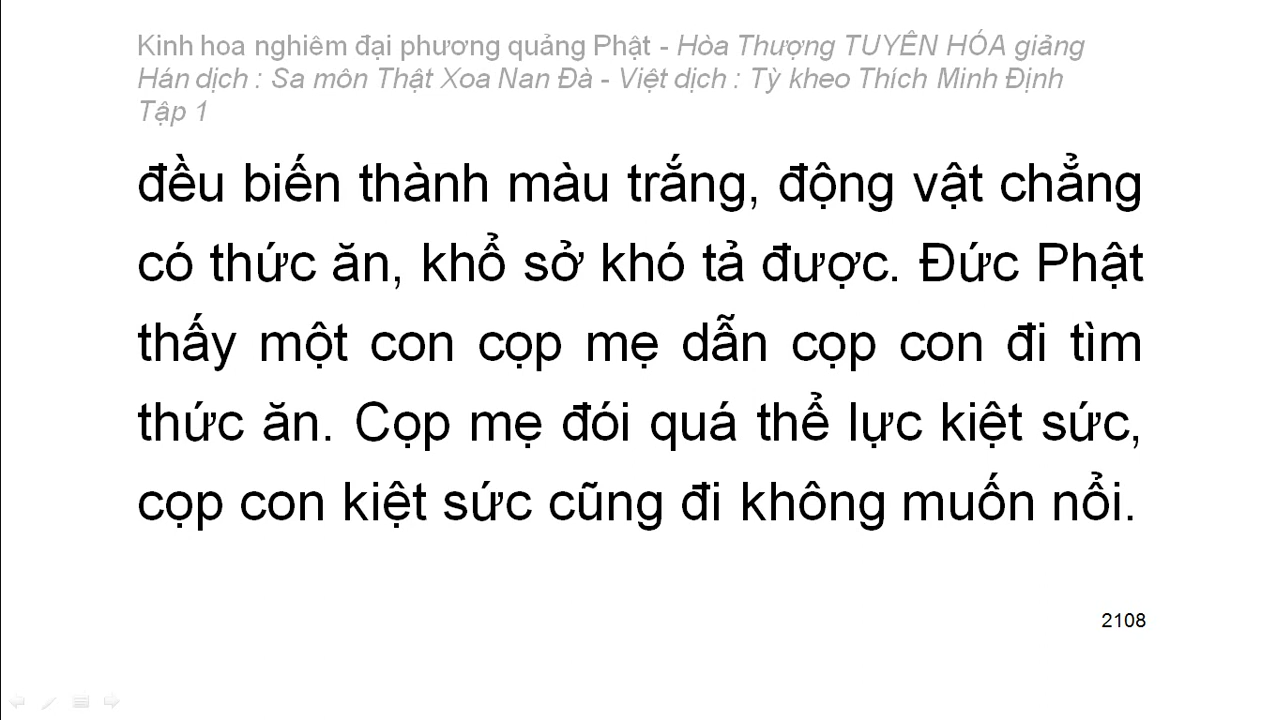 Kinh hoa nghiêm đại phương quảng Phật - Hòa Thượng TUYÊN HÓA giảng
Hán dịch : Sa môn Thật Xoa Nan Đà - Việt dịch : Tỳ kheo Thích Minh Định
Tập 1
đều biến thành màu trắng, động vật chẳng
có thức ăn, khổ sở khó tả được. Đức Phật
thấy một con cọp mẹ dẫn cọp con đi tìm
thức ăn. Cọp mẹ đói quá thể lực kiệt sức,
cọp con kiệt sức cũng đi không muốn nổi.
2108